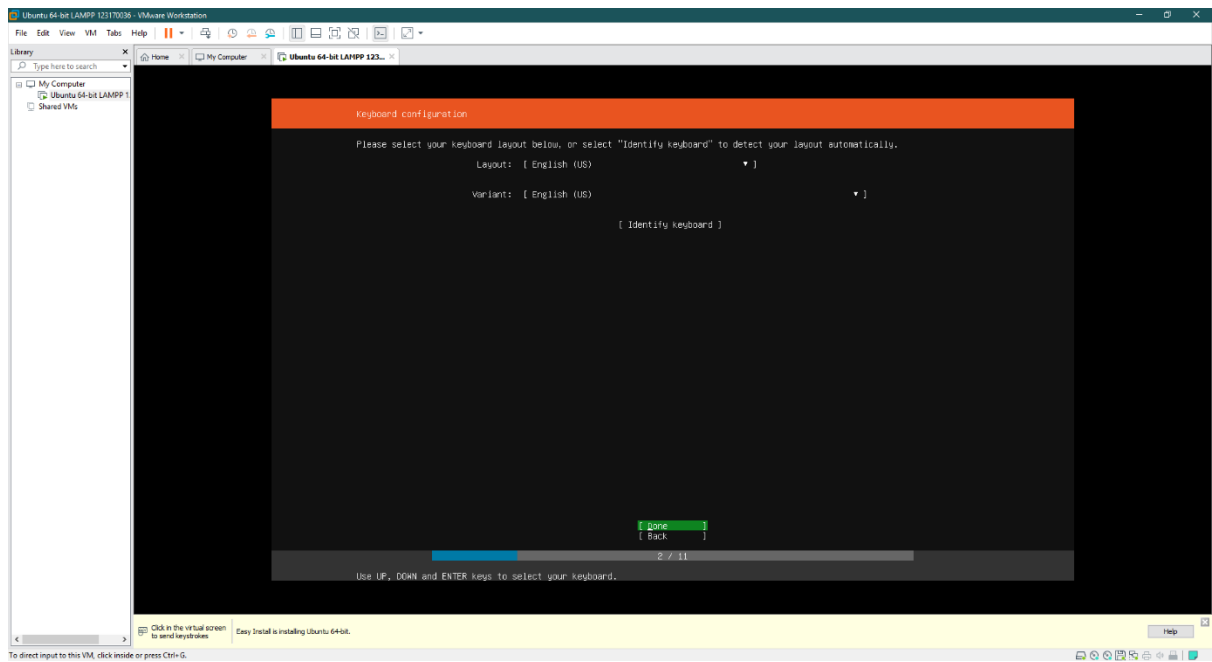 Ubuntu 64-bit LAMPP 123170036 - VMware Workstation
File Edit View VM Tabs Help
Library
Type here to search
My Computer
Ubuntu 64-bit LAMPP 1
Shared VMs
Home My Computer Ubuntu 64-bit LAMPP 123...
Keyboard configuration
Please select your keyboard layout below, or select "Identify keyboard" to detect your layout automatically.
Layout: [ English (US) ▾ ]
Variant: [ English (US) ▾ ]
[ Identify keyboard ]
[ Done ]
[ Back ]
2 / 11
Use UP, DOWN and ENTER keys to select your keyboard.
Click in the virtual screen
to send keystrokes
Easy Install is installing Ubuntu 64-bit.
Help
To direct input to this VM, click inside or press Ctrl+G.